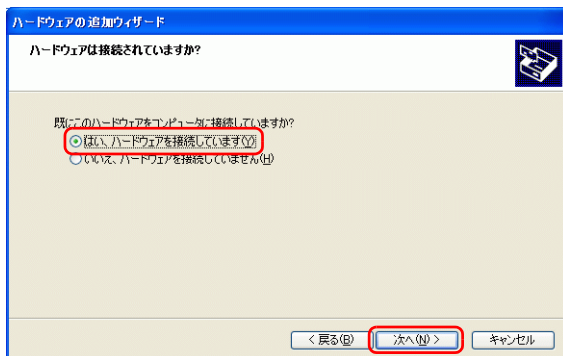 ハードウェアの追加ウィザード
ハードウェアは接続されていますか?
既にこのハードウェアをコンピュータに接続していますか?
はい、ハードウェアを接続しています(Y)
いいえ、ハードウェアを接続していません(H)
< 戻る(B) 次へ(N) > キャンセル